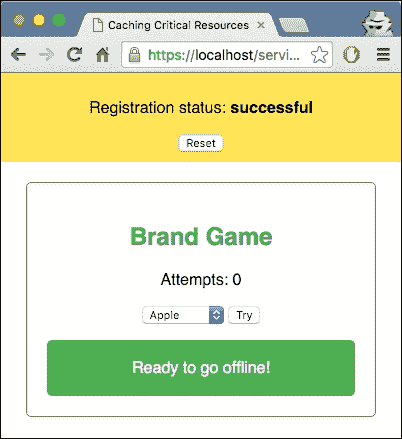 Caching Critical Resources
https://localhost/servi...
Registration status: successful
Reset
Brand Game
Attempts: 0
Apple Try
Ready to go offline!